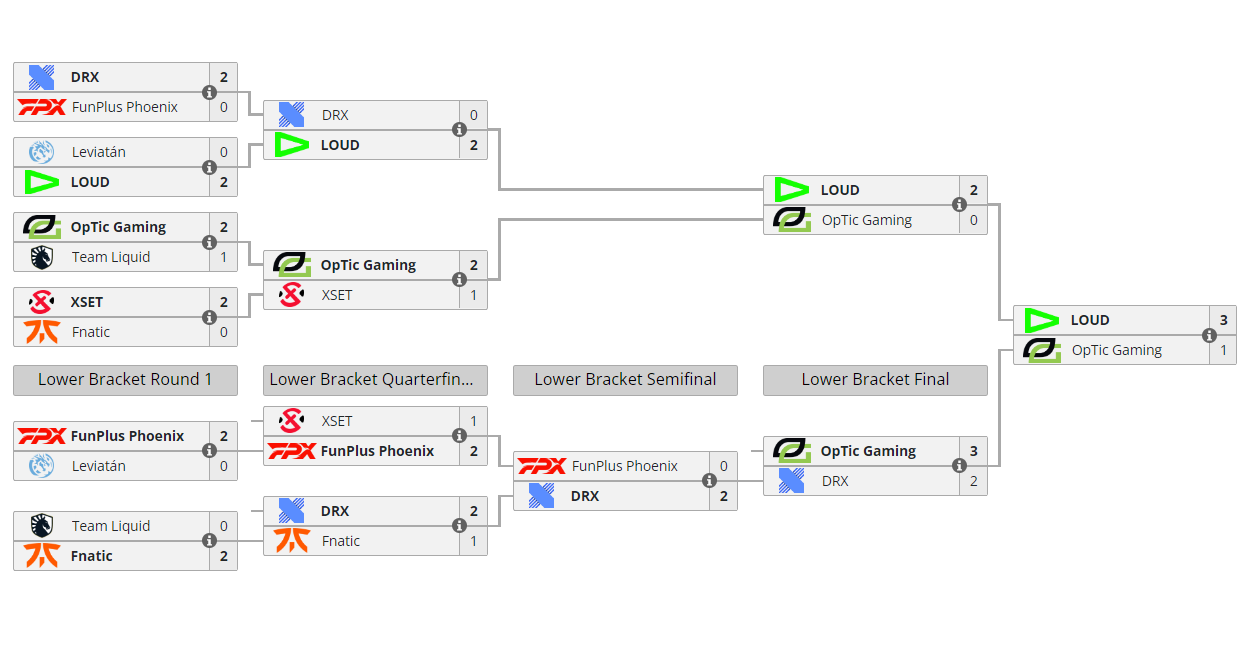 DRX 2
FunPlus Phoenix 0
Leviatán 0
LOUD 2
OpTic Gaming 2
Team Liquid 1
XSET 2
Fnatic 0
DRX 0
LOUD 2
OpTic Gaming 2
XSET 1
LOUD 2
OpTic Gaming 0
LOUD 3
OpTic Gaming 1
Lower Bracket Round 1
Lower Bracket Quarterfin...
Lower Bracket Semifinal
Lower Bracket Final
FPX FunPlus Phoenix 2
Leviatán 0
Team Liquid 0
Fnatic 2
XSET 1
FPX FunPlus Phoenix 2
DRX 2
Fnatic 1
FPX FunPlus Phoenix 0
DRX 2
OpTic Gaming 3
DRX 2